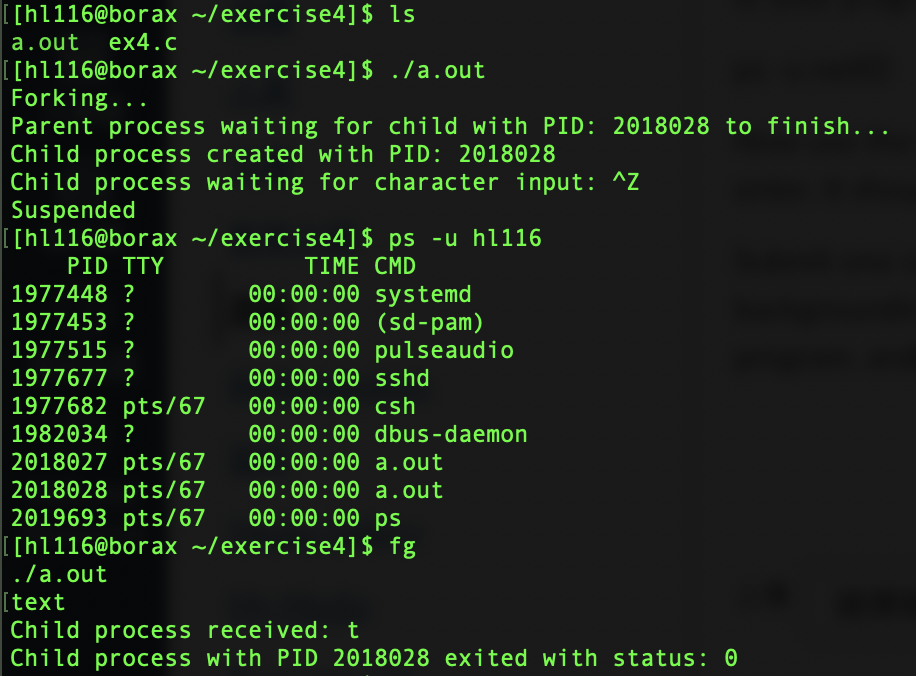 [[hl116@borax ~/exercise4]$ ls
a.out  ex4.c
[[hl116@borax ~/exercise4]$ ./a.out
Forking...
Parent process waiting for child with PID: 2018028 to finish...
Child process created with PID: 2018028
Child process waiting for character input: ^Z
Suspended
[[hl116@borax ~/exercise4]$ ps -u hl116
    PID TTY          TIME CMD
1977448 ?        00:00:00 systemd
1977453 ?        00:00:00 (sd-pam)
1977515 ?        00:00:00 pulseaudio
1977677 ?        00:00:00 sshd
1977682 pts/67   00:00:00 csh
1982034 ?        00:00:00 dbus-daemon
2018027 pts/67   00:00:00 a.out
2018028 pts/67   00:00:00 a.out
2019693 pts/67   00:00:00 ps
[[hl116@borax ~/exercise4]$ fg
./a.out
[text
Child process received: t
Child process with PID 2018028 exited with status: 0